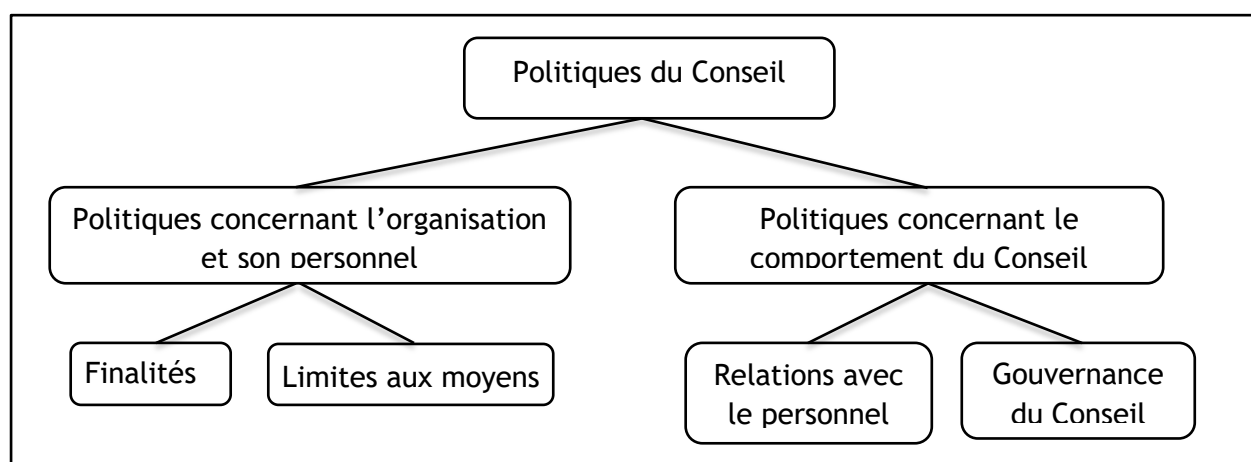 Politiques du Conseil
Politiques concernant l’organisation
et son personnel
Politiques concernant le
comportement du Conseil
Finalités
Limites aux moyens
Relations avec
le personnel
Gouvernance
du Conseil